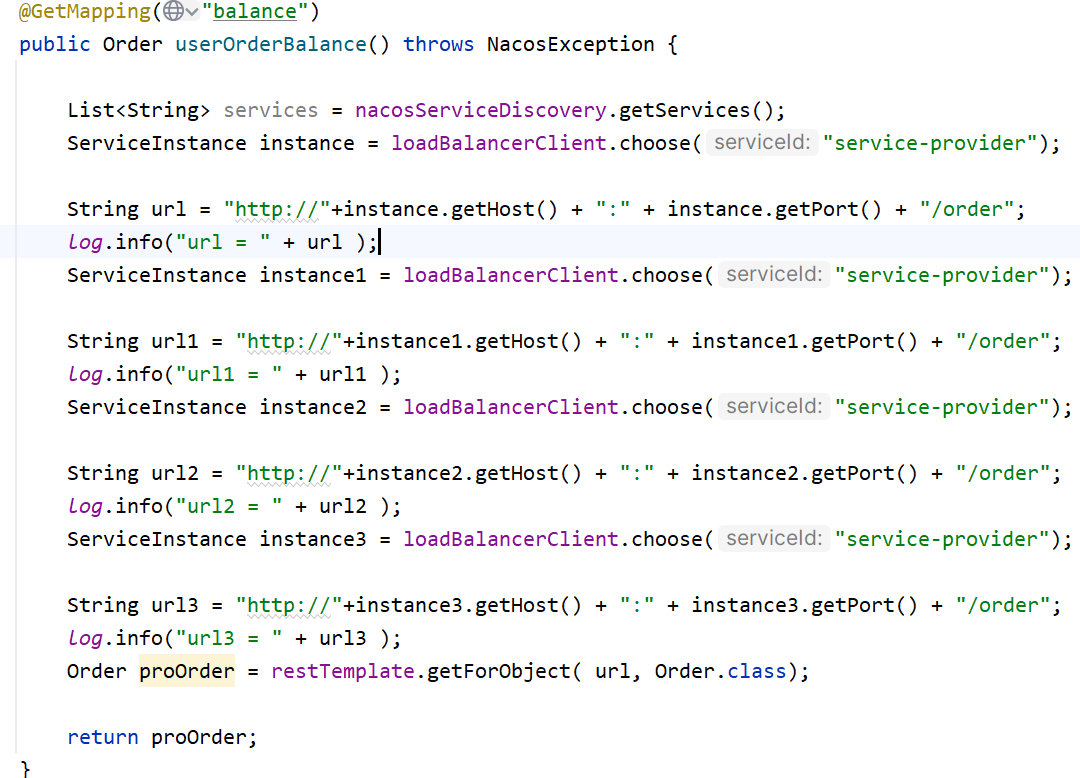 @GetMapping("balance")
public Order userOrderBalance() throws NacosException {
List<String> services = nacosServiceDiscovery.getServices();
ServiceInstance instance = loadBalancerClient.choose( serviceId: "service-provider");
String url = "http://"+instance.getHost() + ":" + instance.getPort() + "/order";
log.info("url = " + url );
ServiceInstance instance1 = loadBalancerClient.choose( serviceId: "service-provider");
String url1 = "http://"+instance1.getHost() + ":" + instance1.getPort() + "/order";
log.info("url1 = " + url1 );
ServiceInstance instance2 = loadBalancerClient.choose( serviceId: "service-provider");
String url2 = "http://"+instance2.getHost() + ":" + instance2.getPort() + "/order";
log.info("url2 = " + url2 );
ServiceInstance instance3 = loadBalancerClient.choose( serviceId: "service-provider");
String url3 = "http://"+instance3.getHost() + ":" + instance3.getPort() + "/order";
log.info("url3 = " + url3 );
Order proOrder = restTemplate.getForObject( url, Order.class);
return proOrder;
}